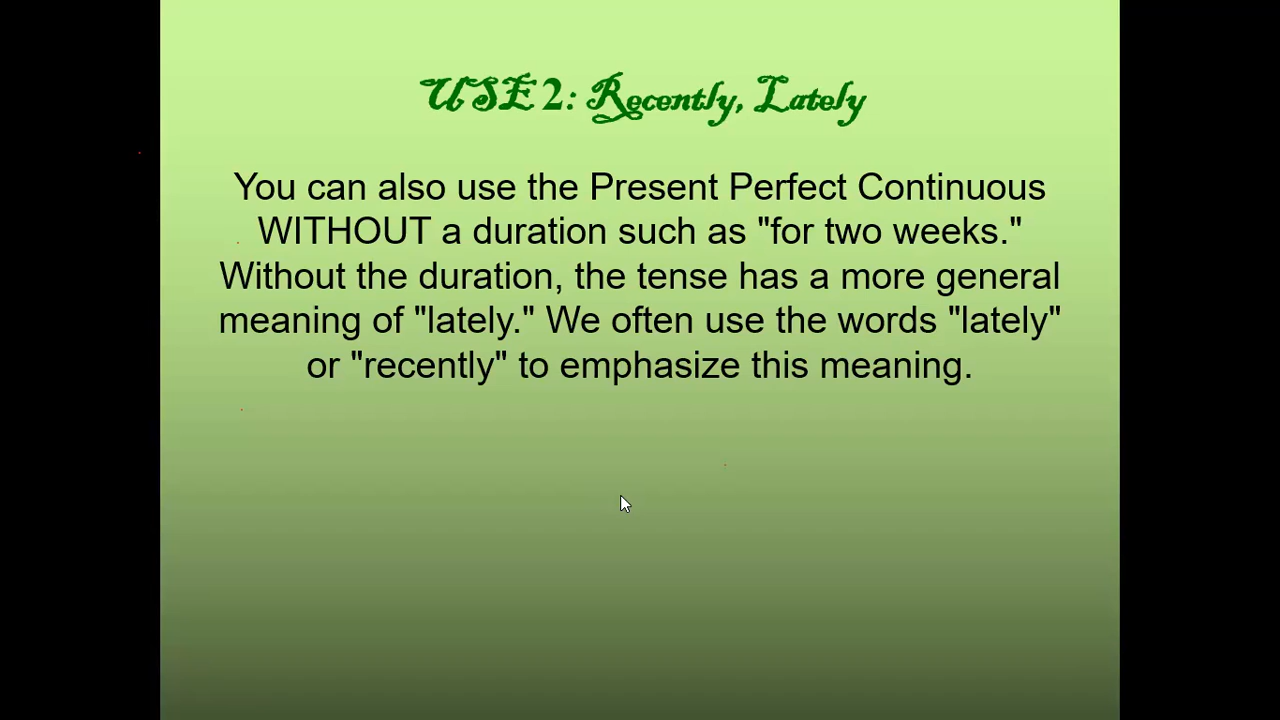 USE 2: Recently, Lately
You can also use the Present Perfect Continuous
WITHOUT a duration such as "for two weeks."
Without the duration, the tense has a more general
meaning of "lately." We often use the words "lately"
or "recently" to emphasize this meaning.